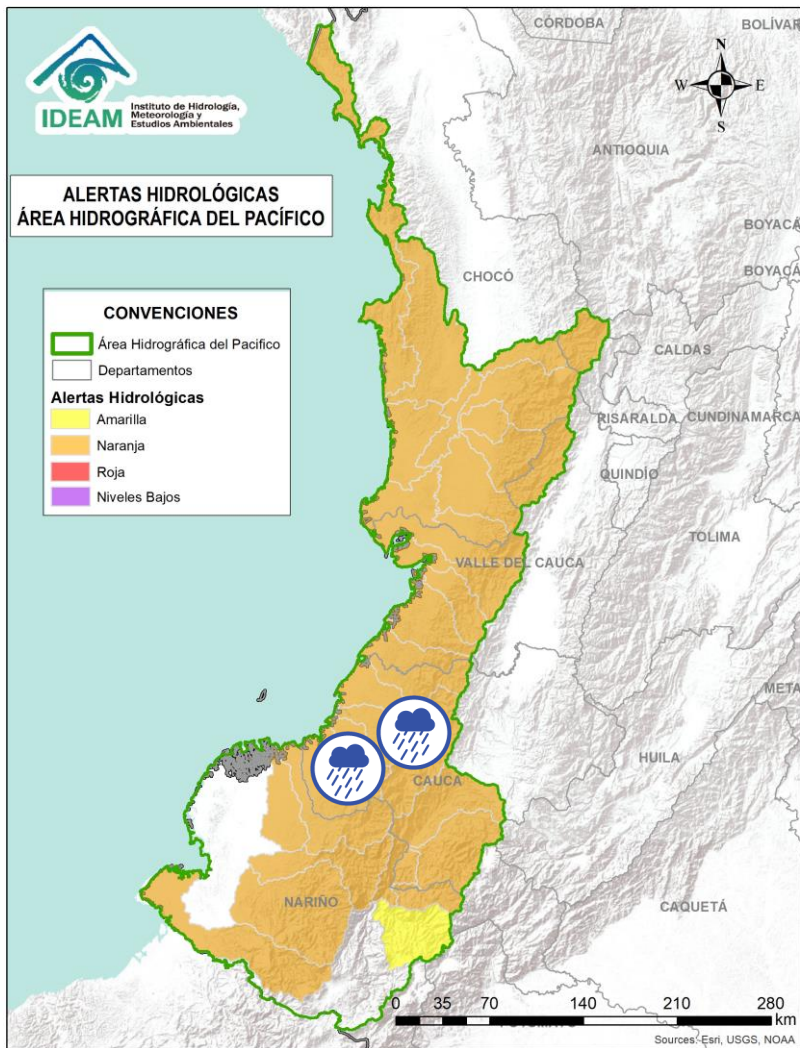 IDEAM
Instituto de Hidrología,
Meteorología y
Estudios Ambientales
ALERTAS HIDROLÓGICAS
ÁREA HIDROGRÁFICA DEL PACÍFICO
CONVENCIONES
Área Hidrográfica del Pacifico
Departamentos
Alertas Hidrológicas
Amarilla
Naranja
Roja
Niveles Bajos
N
W
E
S
CÓRDOBA
BOLÍVAR
ANTIOQUIA
BOYACÁ
BOYACÁ
CHOCÓ
CALDAS
RISARALDA
CUNDINAMARCA
QUINDÍO
TOLIMA
VALLE DEL CAUCA
META
HUILA
CAUCA
NARIÑO
CAQUETÁ
0 35 70 140 210 280
km
Sources: Esri, USGS, NOAA